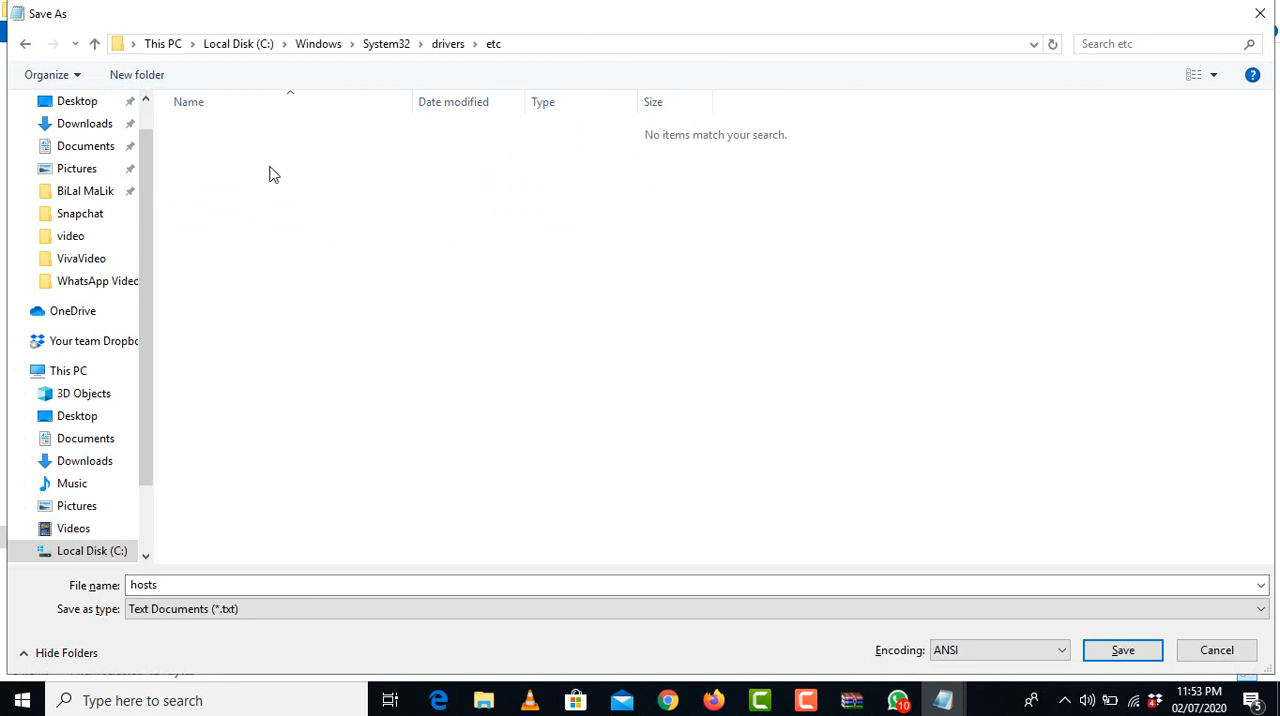 Save As
This PC > Local Disk (C:) > Windows > System32 > drivers > etc
Search etc
Organize
New folder
Name
Date modified
Type
Size
No items match your search.
Desktop
Downloads
Documents
Pictures
BiLal MaLik
Snapchat
video
VivaVideo
WhatsApp Video
OneDrive
Your team Dropbo
This PC
3D Objects
Desktop
Documents
Downloads
Music
Pictures
Videos
Local Disk (C:)
File name: hosts
Save as type: Text Documents (*.txt)
Hide Folders
Encoding: ANSI
Save
Cancel
Type here to search
10
11:53 PM
02/07/2020
5